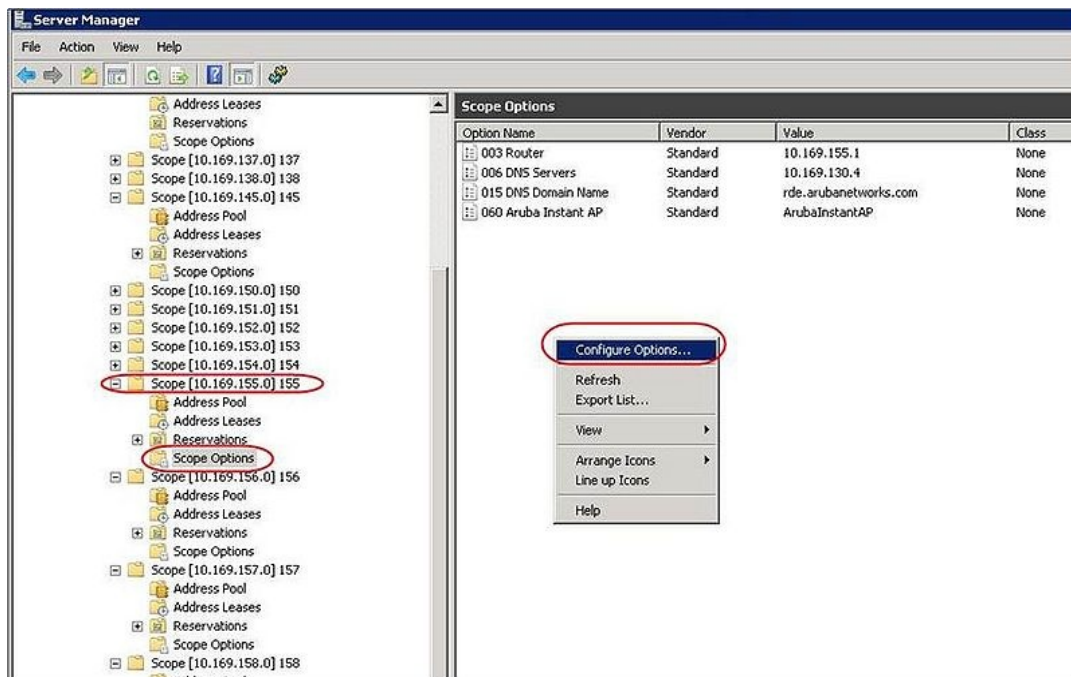 Server Manager
File Action View Help
Address Leases
Reservations
Scope Options
Scope [10.169.137.0] 137
Scope [10.169.138.0] 138
Scope [10.169.145.0] 145
Address Pool
Address Leases
Reservations
Scope Options
Scope [10.169.150.0] 150
Scope [10.169.151.0] 151
Scope [10.169.152.0] 152
Scope [10.169.153.0] 153
Scope [10.169.154.0] 154
Scope [10.169.155.0] 155
Address Pool
Address Leases
Reservations
Scope Options
Scope [10.169.156.0] 156
Address Pool
Address Leases
Reservations
Scope Options
Scope [10.169.157.0] 157
Address Pool
Address Leases
Reservations
Scope Options
Scope [10.169.158.0] 158
Scope Options
Option Name Vendor Value Class
003 Router Standard 10.169.155.1 None
006 DNS Servers Standard 10.169.130.4 None
015 DNS Domain Name Standard rde.arubanetworks.com None
060 Aruba Instant AP Standard ArubaInstantAP None
Configure Options...
Refresh
Export List...
View
Arrange Icons
Line up Icons
Help